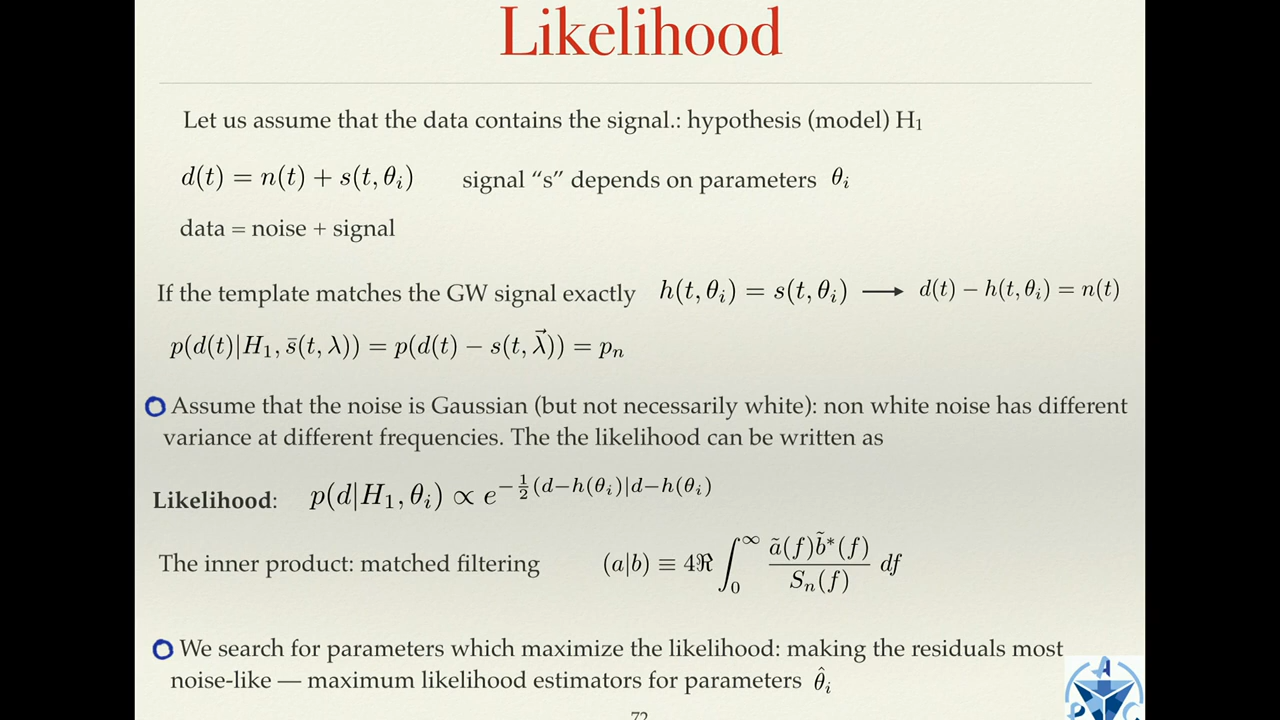 Likelihood
Let us assume that the data contains the signal.: hypothesis (model) H₁
d(t) = n(t) + s(t, θᵢ) signal “s” depends on parameters θᵢ
data = noise + signal
If the template matches the GW signal exactly h(t, θᵢ) = s(t, θᵢ) ⟶ d(t) − h(t, θᵢ) = n(t)
p(d(t)|H₁, s̄(t, λ)) = p(d(t) − s(t, λ⃗)) = pₙ
Assume that the noise is Gaussian (but not necessarily white): non white noise has different
variance at different frequencies. The the likelihood can be written as
Likelihood: p(d|H₁, θᵢ) ∝ e^{−½(d−h(θᵢ)|d−h(θᵢ)}
The inner product: matched filtering (a|b) ≡ 4ℜ ∫₀^∞ ã(f)b̃*(f) / Sₙ(f) df
We search for parameters which maximize the likelihood: making the residuals most
noise-like — maximum likelihood estimators for parameters θ̂ᵢ
72